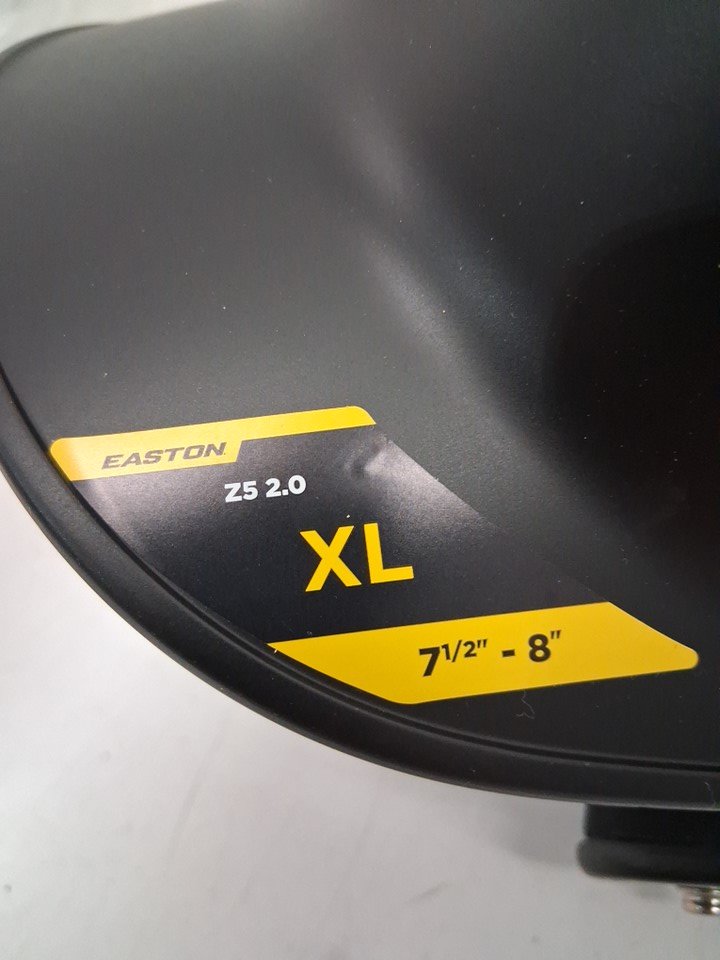 EASTON
Z5 2.0
XL
7 1/2" - 8"